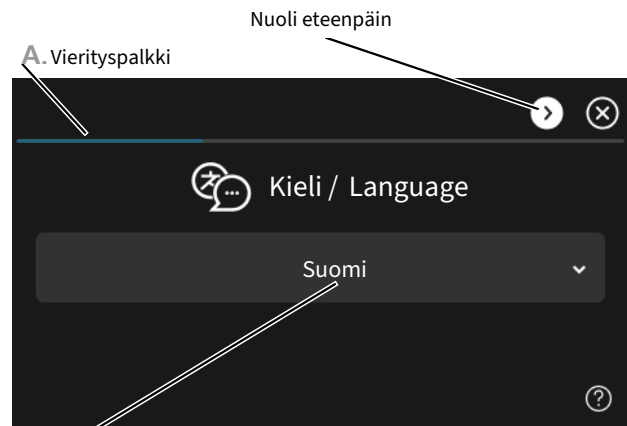 Nuoli eteenpäin
A. Vierityspalkki
Kieli / Language
Suomi